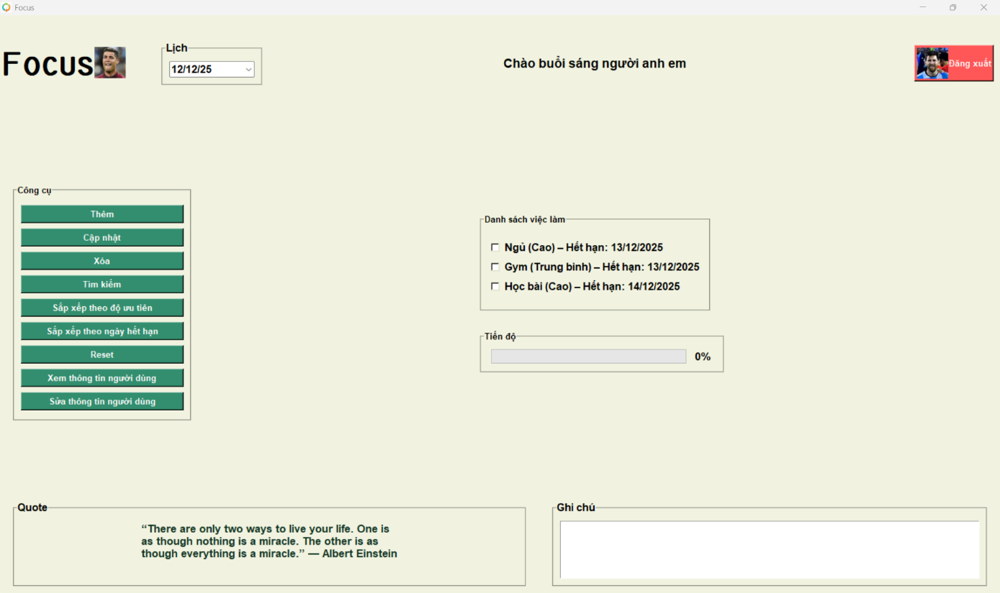 Focus
Focus
Lịch
12/12/25
Chào buổi sáng người anh em
Đăng xuất
Công cụ
Thêm
Cập nhật
Xóa
Tìm kiếm
Sắp xếp theo độ ưu tiên
Sắp xếp theo ngày hết hạn
Reset
Xem thông tin người dùng
Sửa thông tin người dùng
Danh sách việc làm
Ngủ (Cao) – Hết hạn: 13/12/2025
Gym (Trung bình) – Hết hạn: 13/12/2025
Học bài (Cao) – Hết hạn: 14/12/2025
Tiến độ
0%
Quote
“There are only two ways to live your life. One is
as though nothing is a miracle. The other is as
though everything is a miracle.” — Albert Einstein
Ghi chú